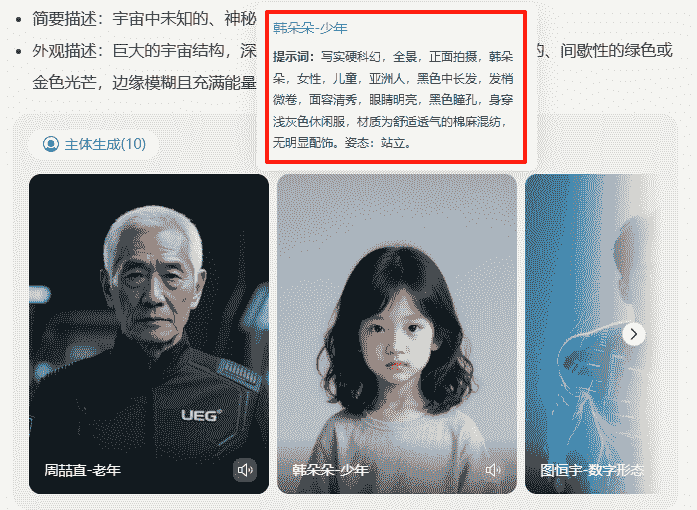 简要描述：宇宙中未知的、神秘
外观描述：巨大的宇宙结构，深
的、间歇性的绿色或
金色光芒，边缘模糊且充满能量
韩朵朵-少年
提示词：写实硬科幻，全景，正面拍摄，韩朵
朵，女性，儿童，亚洲人，黑色中长发，发梢
微卷，面容清秀，眼睛明亮，黑色瞳孔，身穿
浅灰色休闲服，材质为舒适透气的棉麻混纺，
无明显配饰。姿态：站立。
主体生成(10)
UEG
周喆直-老年
韩朵朵-少年
图恒宇-数字形态